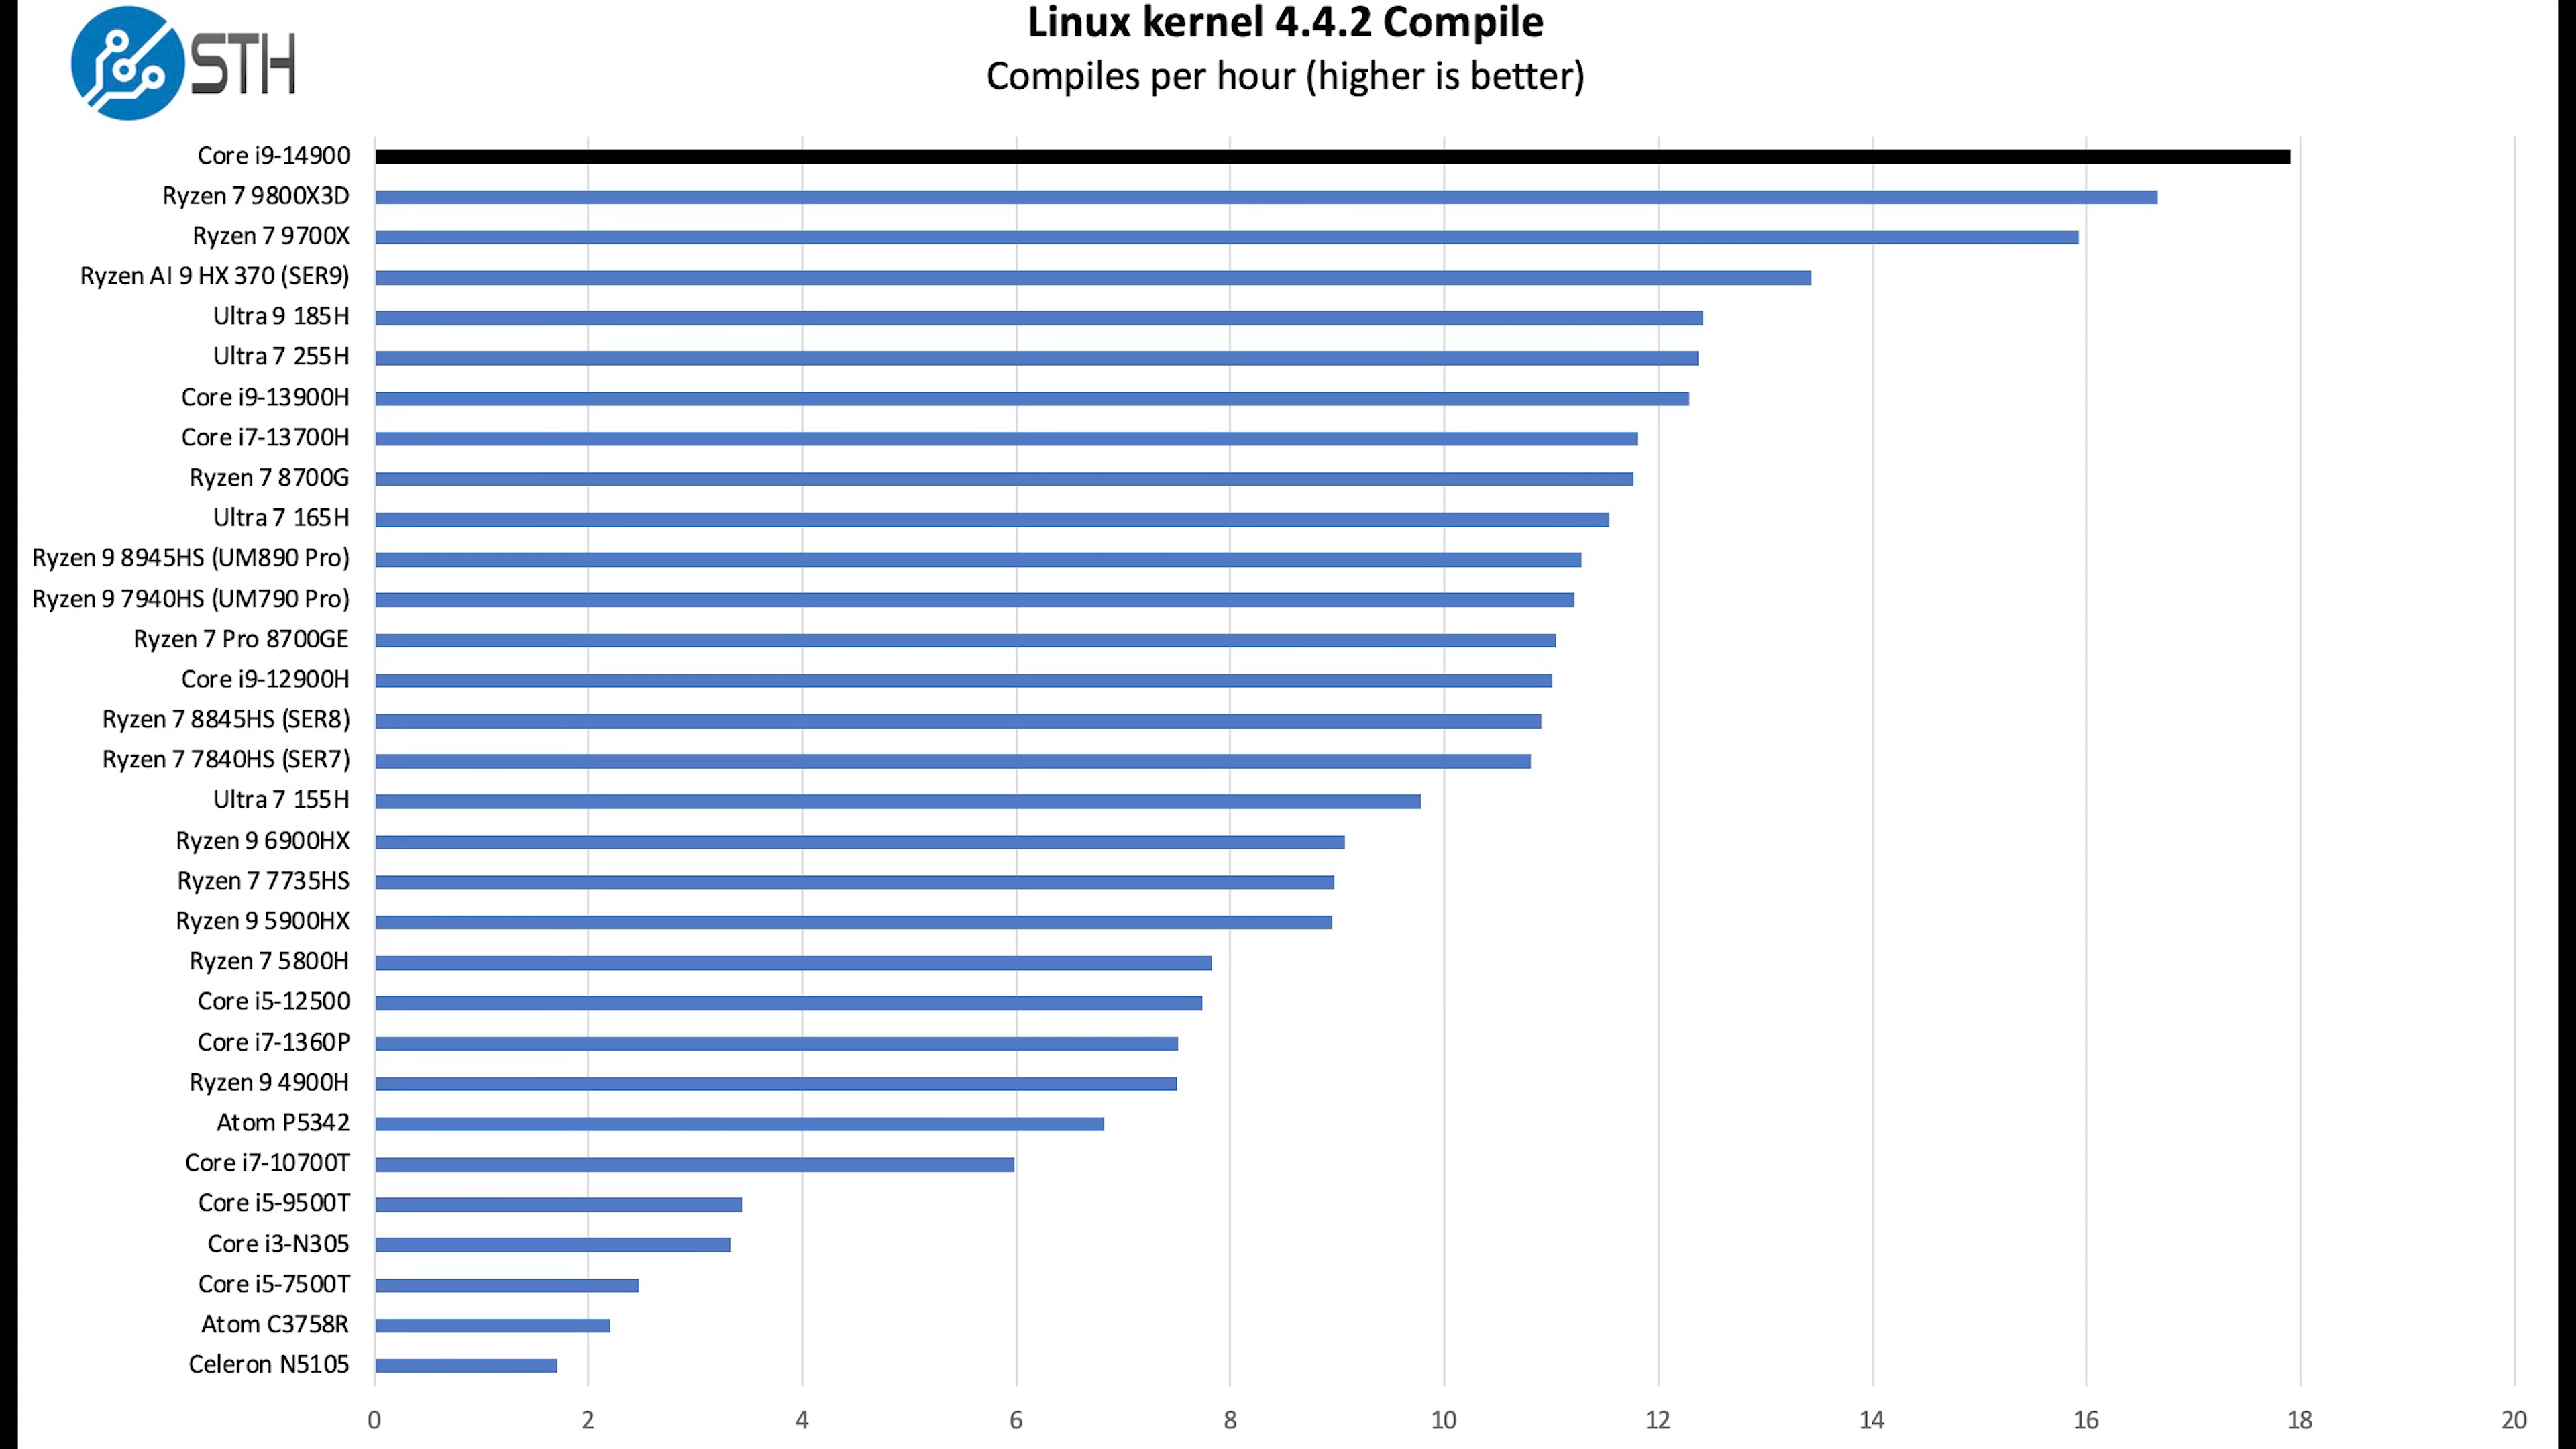 STH
Linux kernel 4.4.2 Compile
Compiles per hour (higher is better)
Core i9-14900
Ryzen 7 9800X3D
Ryzen 7 9700X
Ryzen AI 9 HX 370 (SER9)
Ultra 9 185H
Ultra 7 255H
Core i9-13900H
Core i7-13700H
Ryzen 7 8700G
Ultra 7 165H
Ryzen 9 8945HS (UM890 Pro)
Ryzen 9 7940HS (UM790 Pro)
Ryzen 7 Pro 8700GE
Core i9-12900H
Ryzen 7 8845HS (SER8)
Ryzen 7 7840HS (SER7)
Ultra 7 155H
Ryzen 9 6900HX
Ryzen 7 7735HS
Ryzen 9 5900HX
Ryzen 7 5800H
Core i5-12500
Core i7-1360P
Ryzen 9 4900H
Atom P5342
Core i7-10700T
Core i5-9500T
Core i3-N305
Core i5-7500T
Atom C3758R
Celeron N5105
0 2 4 6 8 10 12 14 16 18 20